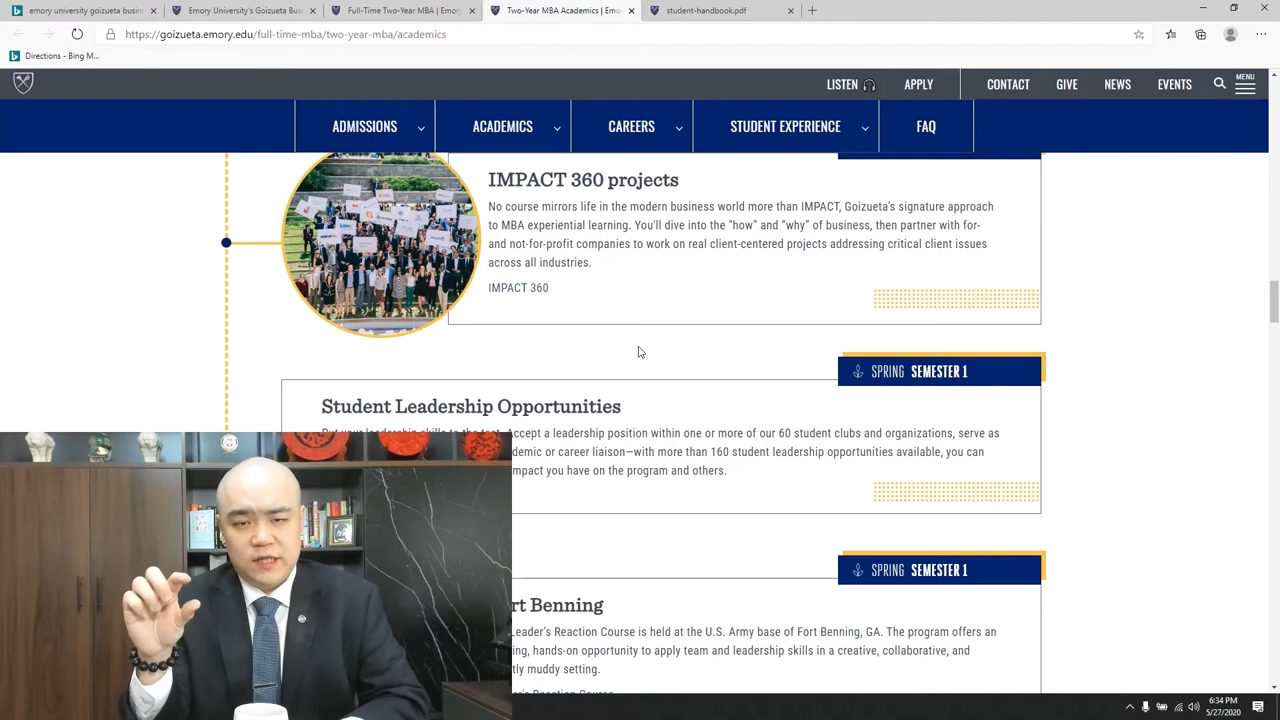 emory university business
Emory University's Goizueta Bus
Full-Time Two-Year MBA | Emory
Two-Year MBA Academics | Emo
student-handbook.pdf
https://goizueta.emory.edu/full-time-mba/two-year-mba/academics
Directions - Bing M...
LISTEN APPLY CONTACT GIVE NEWS EVENTS MENU
ADMISSIONS ACADEMICS CAREERS STUDENT EXPERIENCE FAQ
IMPACT 360 projects
No course mirrors life in the modern business world more than IMPACT, Goizueta's signature approach
to MBA experiential learning. You'll dive into the "how" and "why" of business, then partner with for-
and not-for-profit companies to work on real client-centered projects addressing critical client issues
across all industries.
IMPACT 360
SPRING SEMESTER 1
Student Leadership Opportunities
Accept a leadership position within one or more of our 60 student clubs and organizations, serve as
demic or career liaison—with more than 160 student leadership opportunities available, you can
mpact you have on the program and others.
SPRING SEMESTER 1
rt Benning
Leader's Reaction Course is held at the U.S. Army base of Fort Benning, GA. The program offers an
ing, hands-on opportunity to apply team and leadership skills in a creative, collaborative, and
tly muddy setting.
6:34 PM
5/27/2020